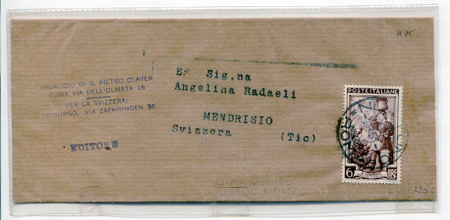 SODALIZIO DI S. PIETRO CLAVER
ROMA VIA DELL'OLMATA 16
PER LA SVIZZERA:
FRIBURGO, VIA ZAEHRINGEN 96
EDITORE
Sig.na
Angelina Radaeli
MENDRISIO
Svizzera (Tic)
POSTE ITALIANE
6